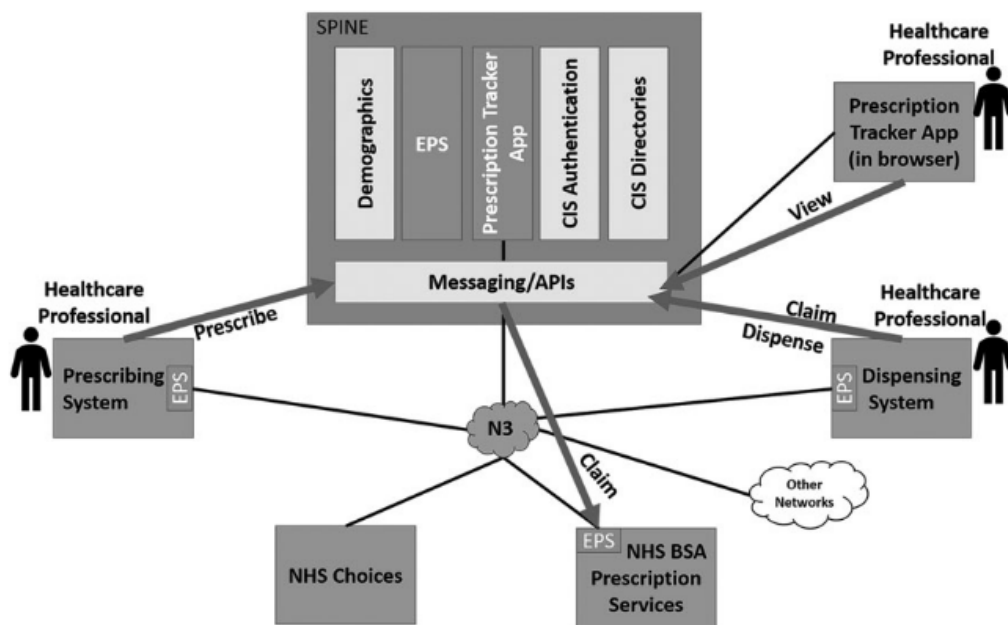 SPINE
Demographics
EPS
Prescription Tracker
App
CIS Authentication
CIS Directories
Messaging/APIs
Healthcare
Professional
Prescription
Tracker App
(in browser)
View
Healthcare
Professional
Prescribe
Prescribing
System
EPS
Claim
Dispense
Healthcare
Professional
EPS
Dispensing
System
N3
Claim
Other
Networks
NHS Choices
EPS
NHS BSA
Prescription
Services